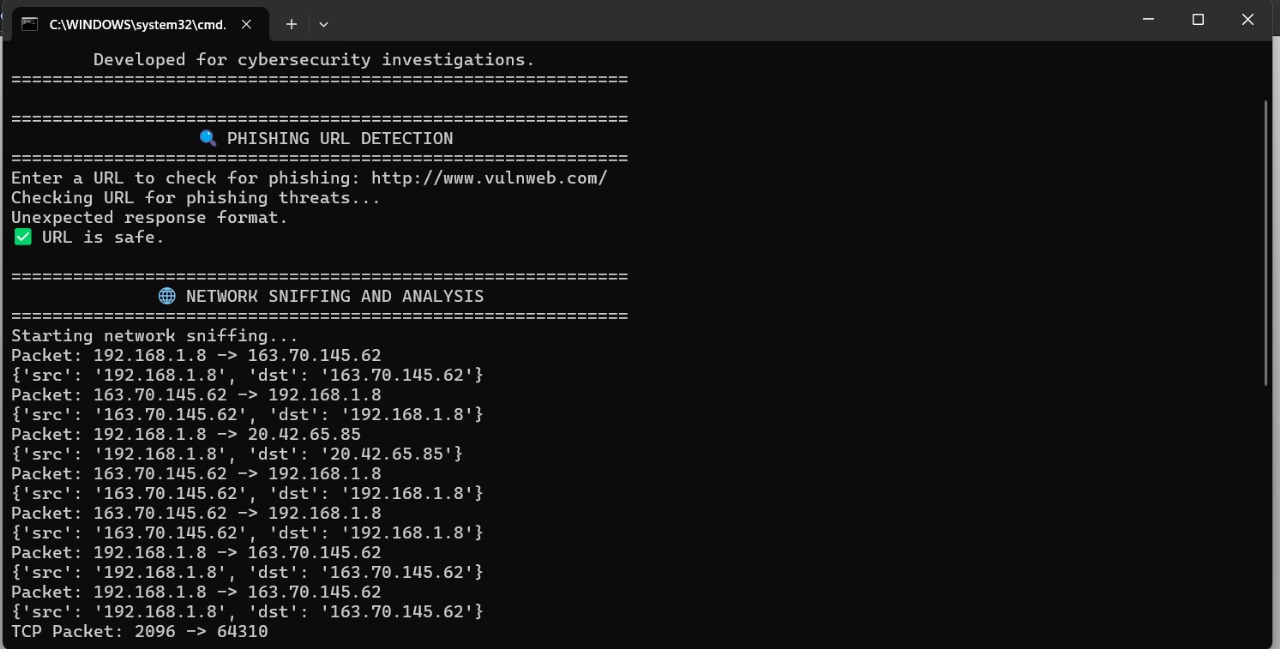 C:\WINDOWS\system32\cmd.
Developed for cybersecurity investigations.
============================================================
============================================================
🔍 PHISHING URL DETECTION
============================================================
Enter a URL to check for phishing: http://www.vulnweb.com/
Checking URL for phishing threats...
Unexpected response format.
✅ URL is safe.
============================================================
🌐 NETWORK SNIFFING AND ANALYSIS
============================================================
Starting network sniffing...
Packet: 192.168.1.8 -> 163.70.145.62
{'src': '192.168.1.8', 'dst': '163.70.145.62'}
Packet: 163.70.145.62 -> 192.168.1.8
{'src': '163.70.145.62', 'dst': '192.168.1.8'}
Packet: 192.168.1.8 -> 20.42.65.85
{'src': '192.168.1.8', 'dst': '20.42.65.85'}
Packet: 163.70.145.62 -> 192.168.1.8
{'src': '163.70.145.62', 'dst': '192.168.1.8'}
Packet: 163.70.145.62 -> 192.168.1.8
{'src': '163.70.145.62', 'dst': '192.168.1.8'}
Packet: 192.168.1.8 -> 163.70.145.62
{'src': '192.168.1.8', 'dst': '163.70.145.62'}
Packet: 192.168.1.8 -> 163.70.145.62
{'src': '192.168.1.8', 'dst': '163.70.145.62'}
TCP Packet: 2096 -> 64310